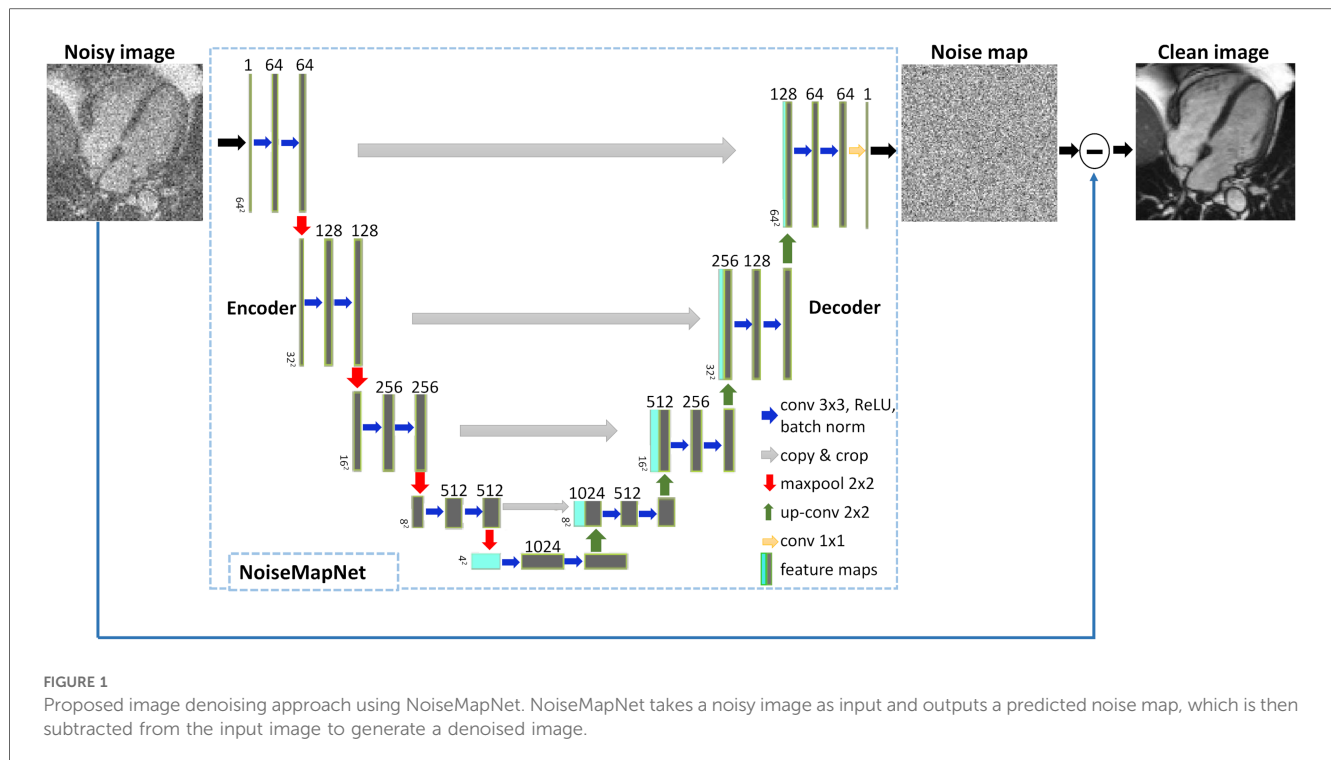 Noisy image
Noise map
Clean image
1 64 64
128 64 64 1
64²
64²
128 128
256 128
Encoder
Decoder
32²
32²
256 256
512 256
16²
16²
512 512
1024 512
8²
8²
1024
4²
NoiseMapNet
conv 3x3, ReLU,
batch norm
copy & crop
maxpool 2x2
up-conv 2x2
conv 1x1
feature maps
FIGURE 1
Proposed image denoising approach using NoiseMapNet. NoiseMapNet takes a noisy image as input and outputs a predicted noise map, which is then
subtracted from the input image to generate a denoised image.